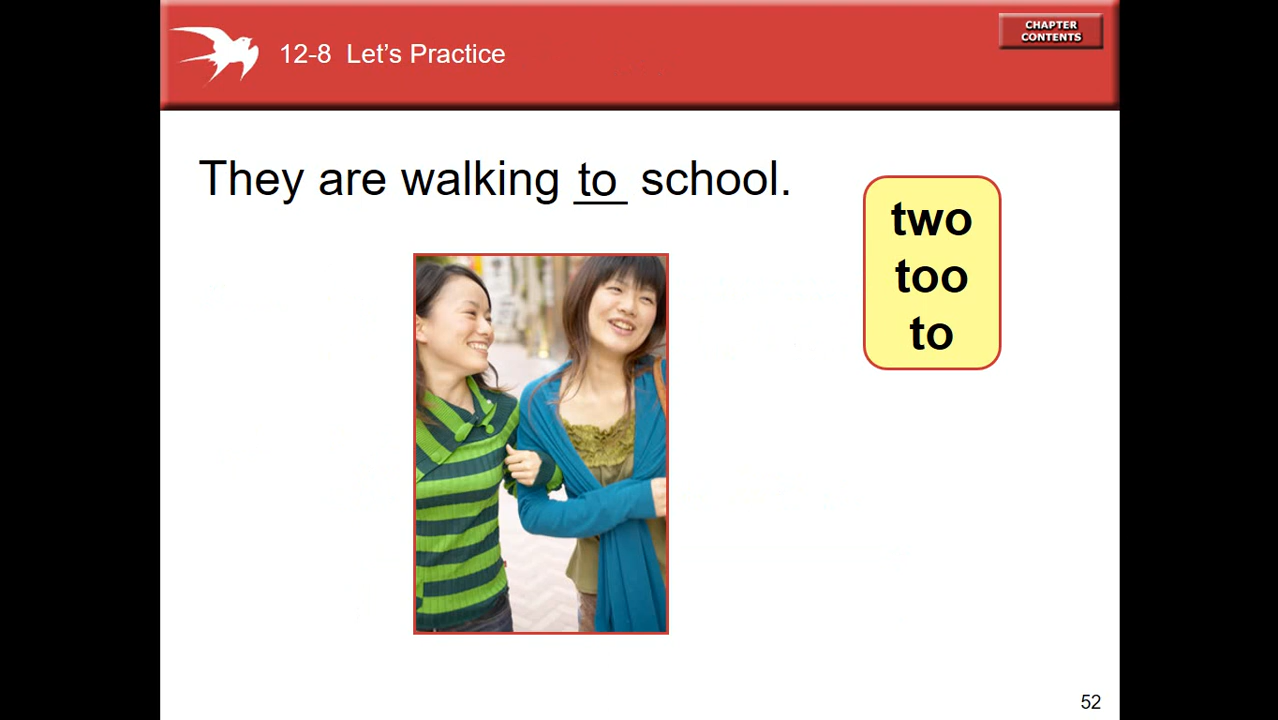 12-8 Let’s Practice
CHAPTER
CONTENTS
They are walking to school.
two
too
to
52